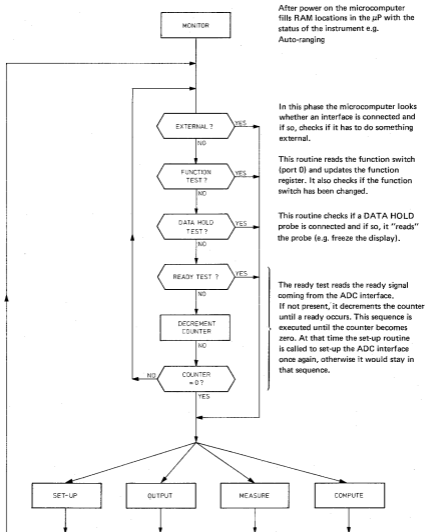 After power on the microcomputer
fills RAM locations in the µP with the
status of the instrument e.g.
Auto-ranging
MONITOR
In this phase the microcomputer looks
whether an interface is connected and
if so, checks if it has to do something
external.
EXTERNAL ?
YES
NO
This routine reads the function switch
(port 0) and updates the function
register. It also checks if the function
switch has been changed.
FUNCTION
TEST ?
YES
NO
This routine checks if a DATA HOLD
probe is connected and if so, it "reads"
the probe (e.g. freeze the display).
DATA HOLD
TEST ?
YES
NO
READY TEST ?
YES
NO
The ready test reads the ready signal
coming from the ADC interface.
If not present, it decrements the counter
until a ready occurs. This sequence is
executed until the counter becomes
zero. At that time the set-up routine
is called to set-up the ADC interface
once again, otherwise it would stay in
that sequence.
DECREMENT
COUNTER
NO
NO
COUNTER
= 0 ?
YES
SET-UP
OUTPUT
MEASURE
COMPUTE